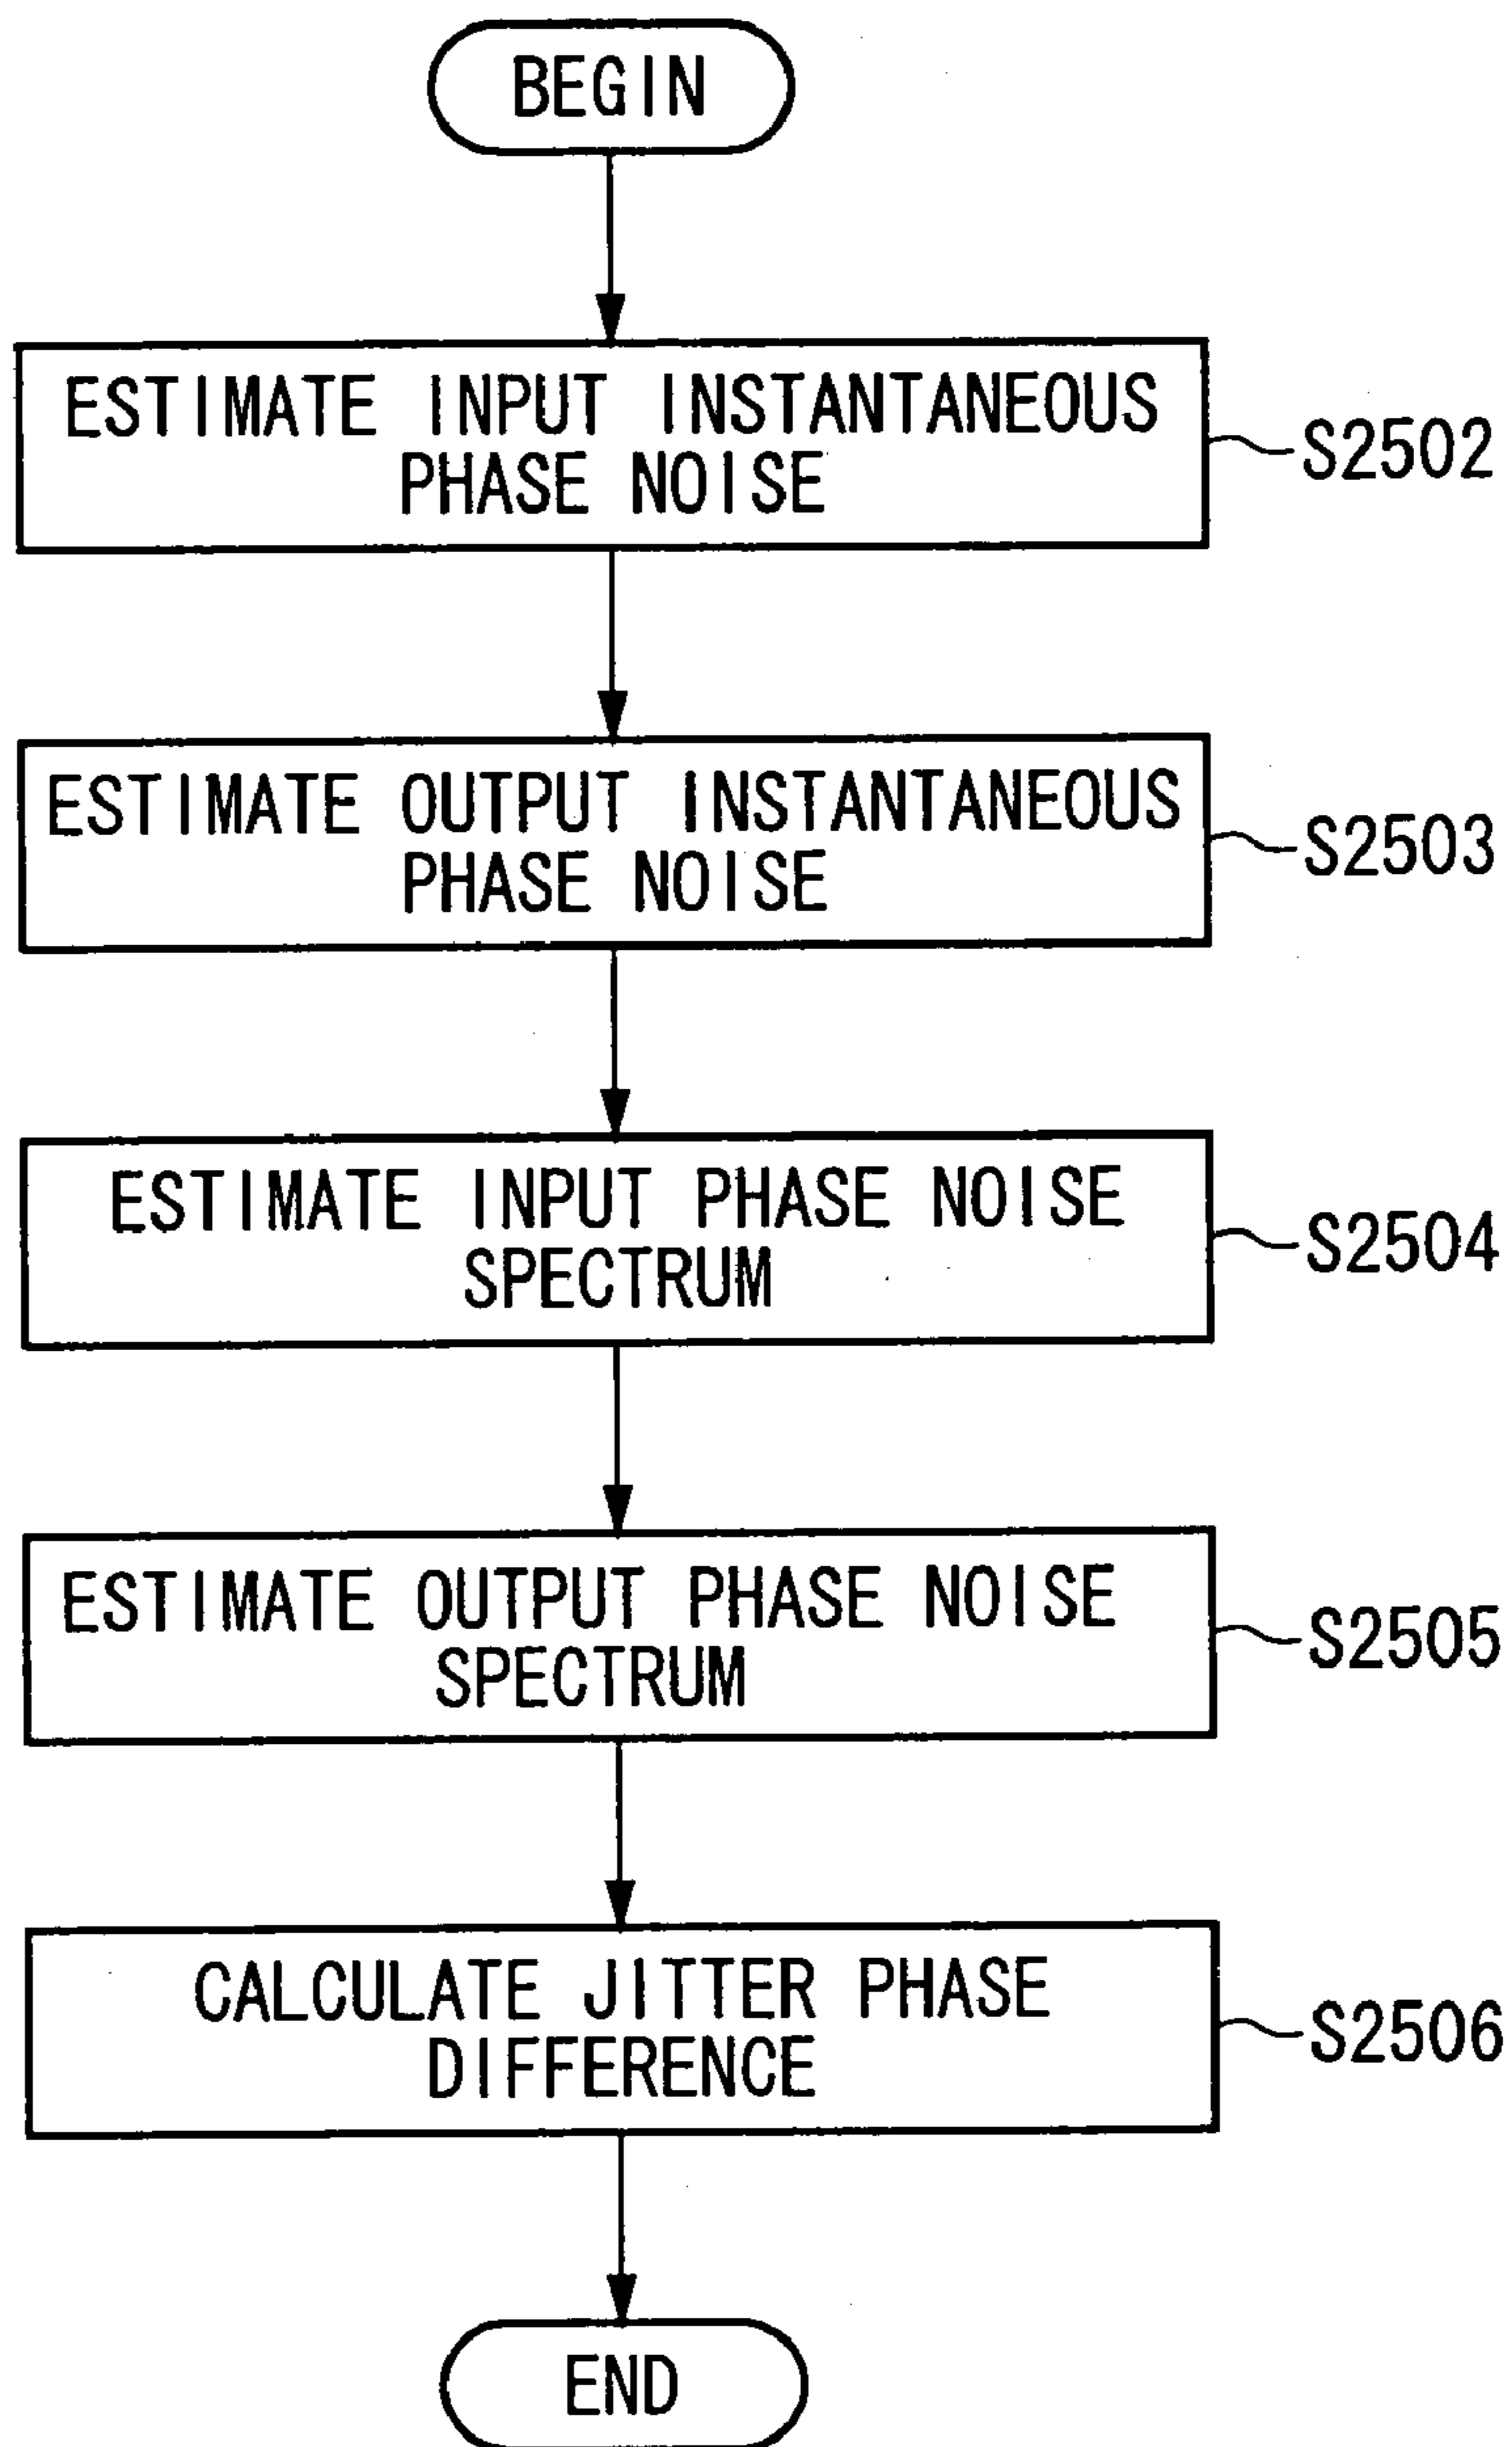 BEGIN
ESTIMATE INPUT INSTANTANEOUS
PHASE NOISE
S2502
ESTIMATE OUTPUT INSTANTANEOUS
PHASE NOISE
S2503
ESTIMATE INPUT PHASE NOISE
SPECTRUM
S2504
ESTIMATE OUTPUT PHASE NOISE
SPECTRUM
S2505
CALCULATE JITTER PHASE
DIFFERENCE
S2506
END